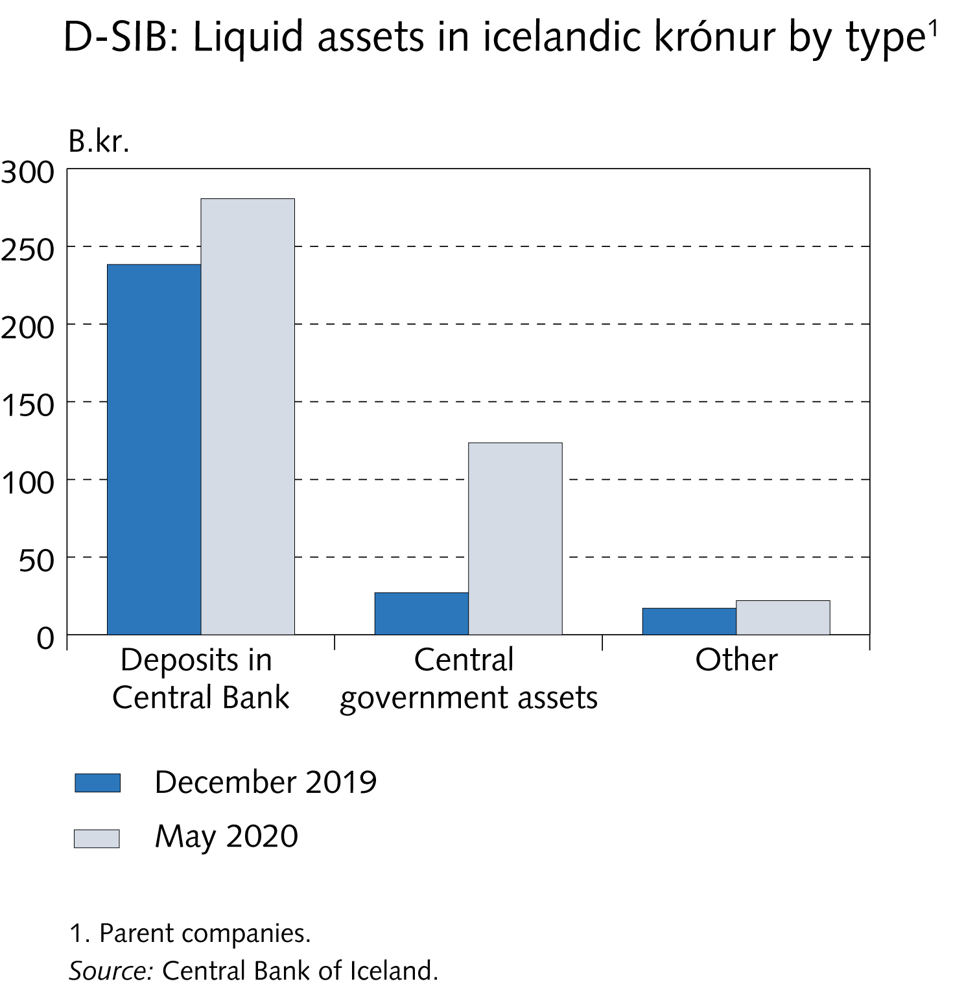 D-SIB: Liquid assets in icelandic krónur by type¹
B.kr.
300
250
200
150
100
50
0
Deposits in
Central Bank
Central
government assets
Other
December 2019
May 2020
1. Parent companies.
Source: Central Bank of Iceland.